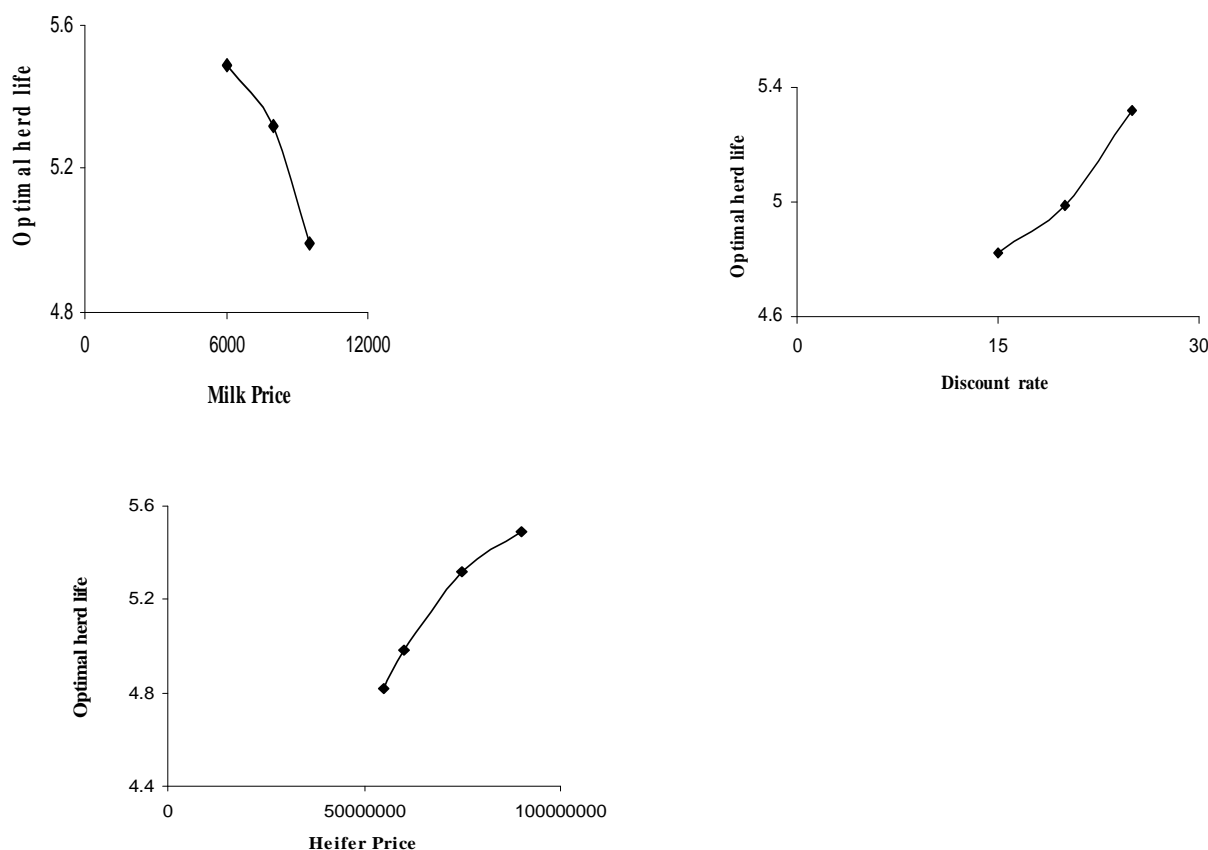 5.6
5.2
4.8
0 6000 12000
Optimal herd life
Milk Price
5.4
5
4.6
0 15 30
Optimal herd life
Discount rate
5.6
5.2
4.8
4.4
0 50000000 100000000
Optimal herd life
Heifer Price